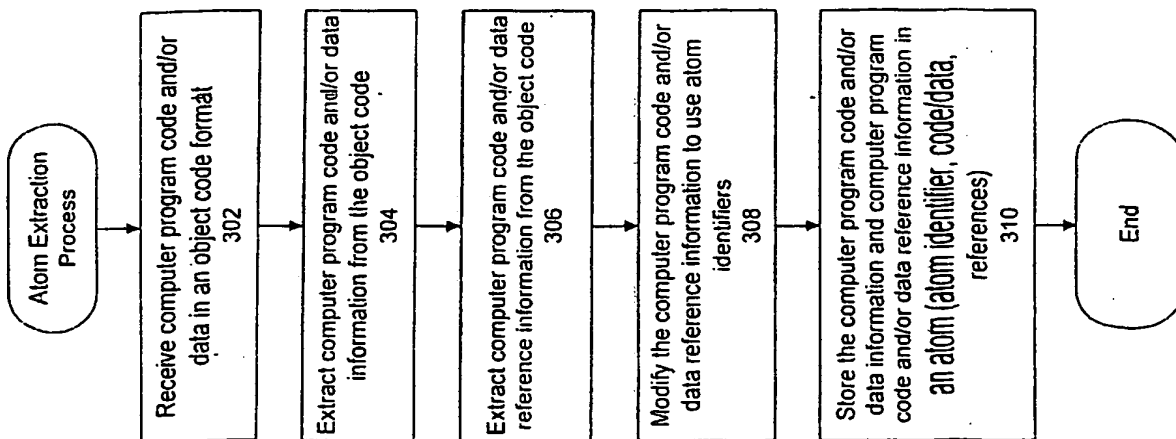 Atom Extraction
Process
Receive computer program code and/or
data in an object code format
302
Extract computer program code and/or data
information from the object code
304
Extract computer program code and/or data
reference information from the object code
306
Modify the computer program code and/or
data reference information to use atom
identifiers
308
Store the computer program code and/or
data information and computer program
code and/or data reference information in
an atom (atom identifier, code/data,
references)
310
End